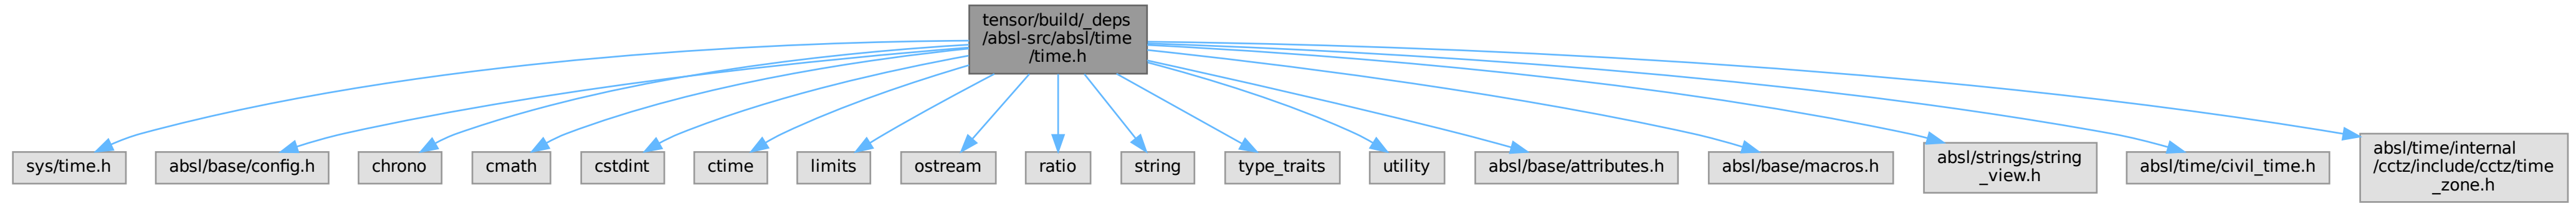 tensor/build/_deps
/absl-src/absl/time
/time.h
sys/time.h
absl/base/config.h
chrono
cmath
cstdint
ctime
limits
ostream
ratio
string
type_traits
utility
absl/base/attributes.h
absl/base/macros.h
absl/strings/string
_view.h
absl/time/civil_time.h
absl/time/internal
/cctz/include/cctz/time
_zone.h